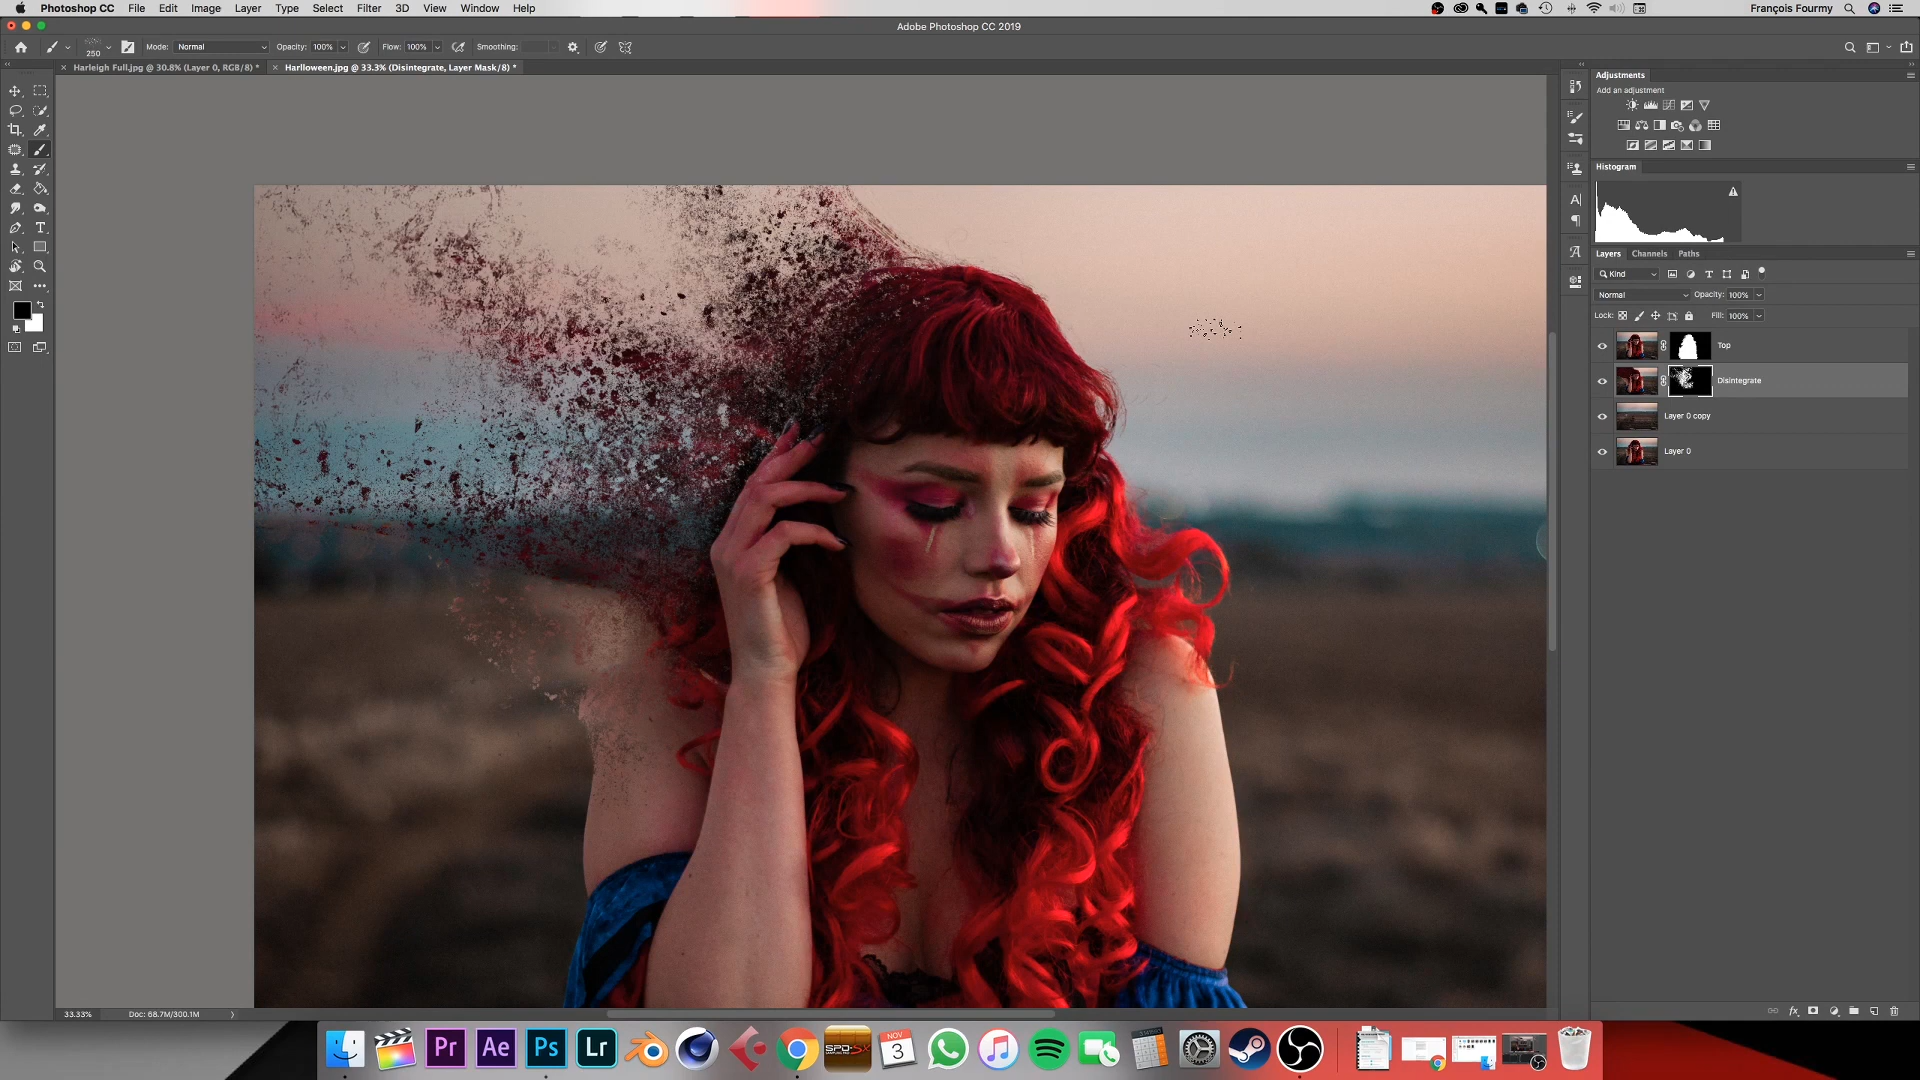 Photoshop CC File Edit Image Layer Type Select Filter 3D View Window Help François Fourmy
Adobe Photoshop CC 2019
250 Mode: Normal Opacity: 100% Flow: 100% Smoothing:
Harleigh Full.jpg @ 30.8% (Layer 0, RGB/8) * Harlloween.jpg @ 33.3% (Disintegrate, Layer Mask/8) *
Adjustments
Add an adjustment
Histogram
Layers Channels Paths
Kind
Normal Opacity: 100%
Lock: Fill: 100%
Top
Disintegrate
Layer 0 copy
Layer 0
33.33% Doc: 68.7M/300.1M
Pr Ae Ps Lr SPD-SX NOV 3